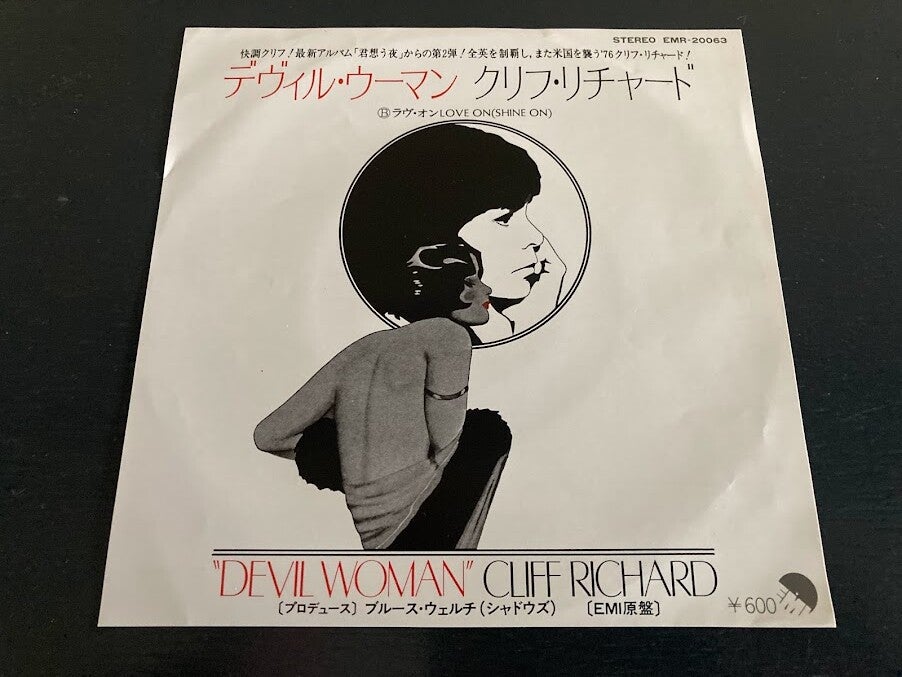 STEREO EMR-20063
快調クリフ!最新アルバム「君想う夜」からの第2弾!全英を制覇し、また米国を襲う'76クリフ・リチャード!
デヴィル・ウーマン クリフ・リチャード
Ⓑラヴ・オンLOVE ON(SHINE ON)
"DEVIL WOMAN" CLIFF RICHARD
〔プロデュース〕ブルース・ウェルチ(シャドウズ) 〔EMI原盤〕
¥600